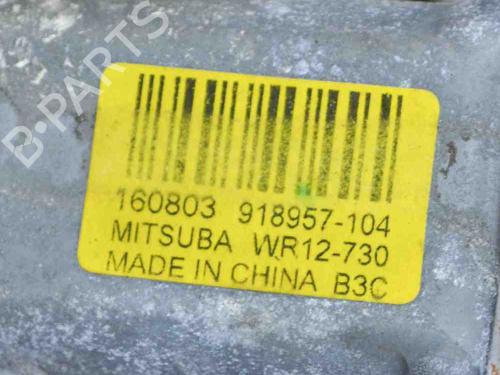 B-PARTS
160803 918957-104
MITSUBA WR12-730
MADE IN CHINA B3C